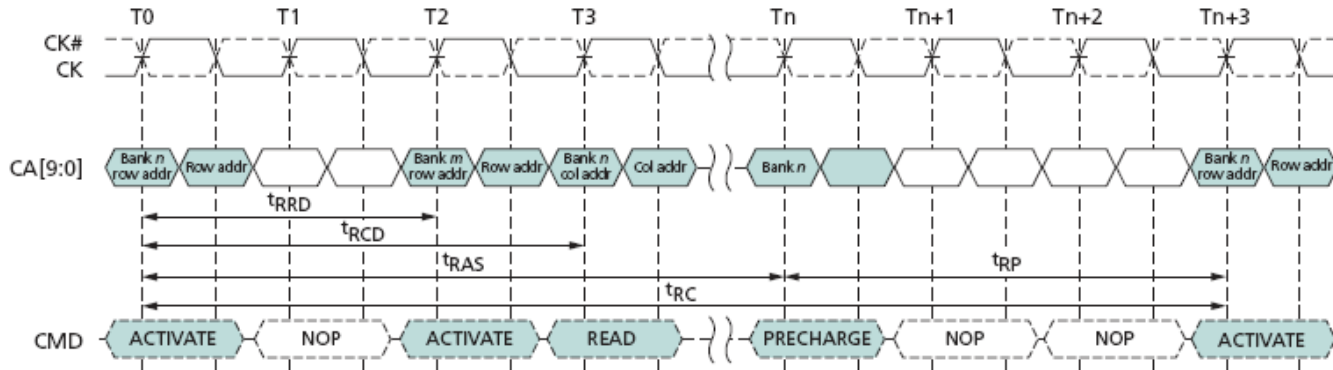 T0 T1 T2 T3 Tn Tn+1 Tn+2 Tn+3
CK#
CK
CA[9:0]
Bank n row addr
Row addr
Bank m row addr
Row addr
Bank n col addr
Col addr
Bank n
Bank n row addr
Row addr
tRRD
tRCD
tRAS tRP
tRC
CMD ACTIVATE NOP ACTIVATE READ PRECHARGE NOP NOP ACTIVATE